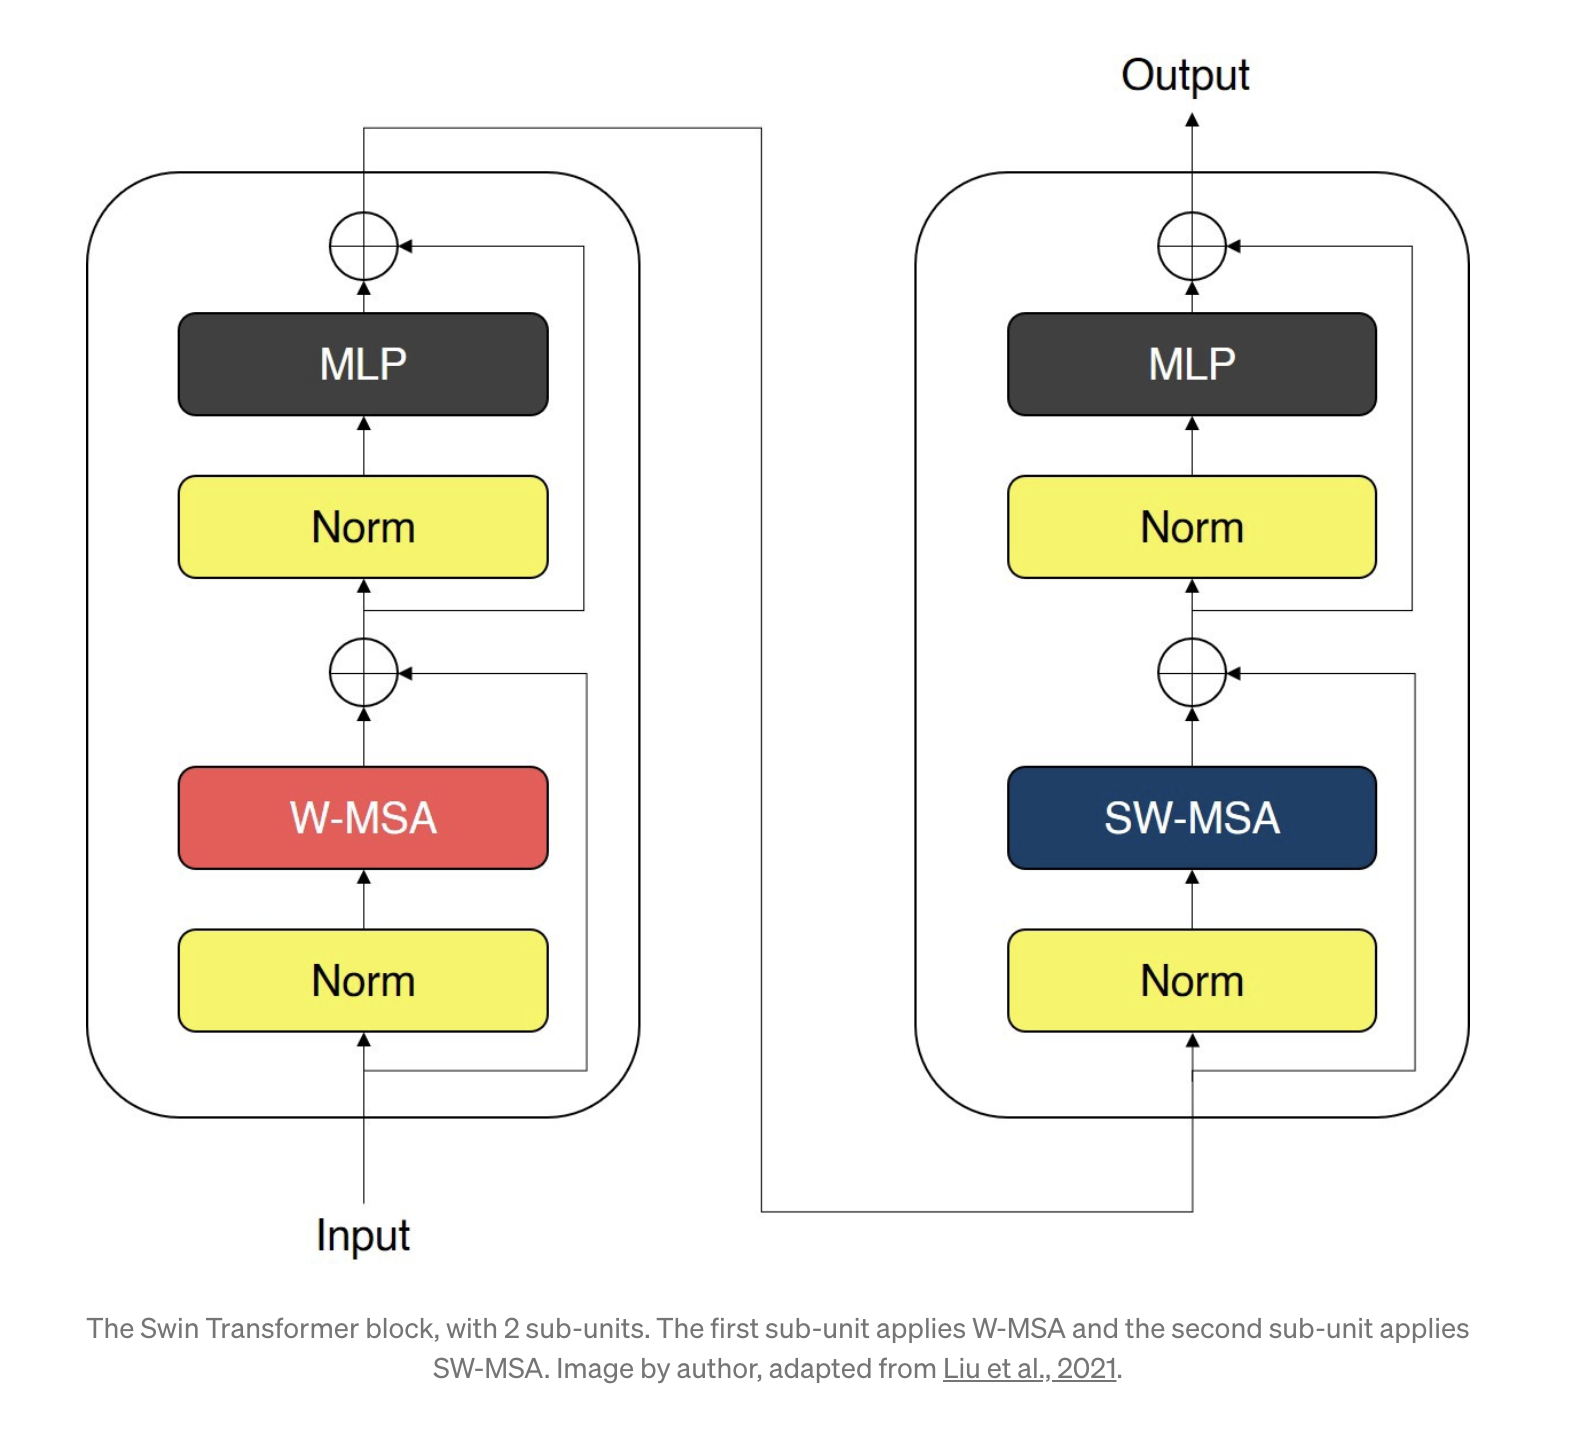 Output
MLP
MLP
Norm
Norm
W-MSA
SW-MSA
Norm
Norm
Input
The Swin Transformer block, with 2 sub-units. The first sub-unit applies W-MSA and the second sub-unit applies
SW-MSA. Image by author, adapted from Liu et al., 2021.